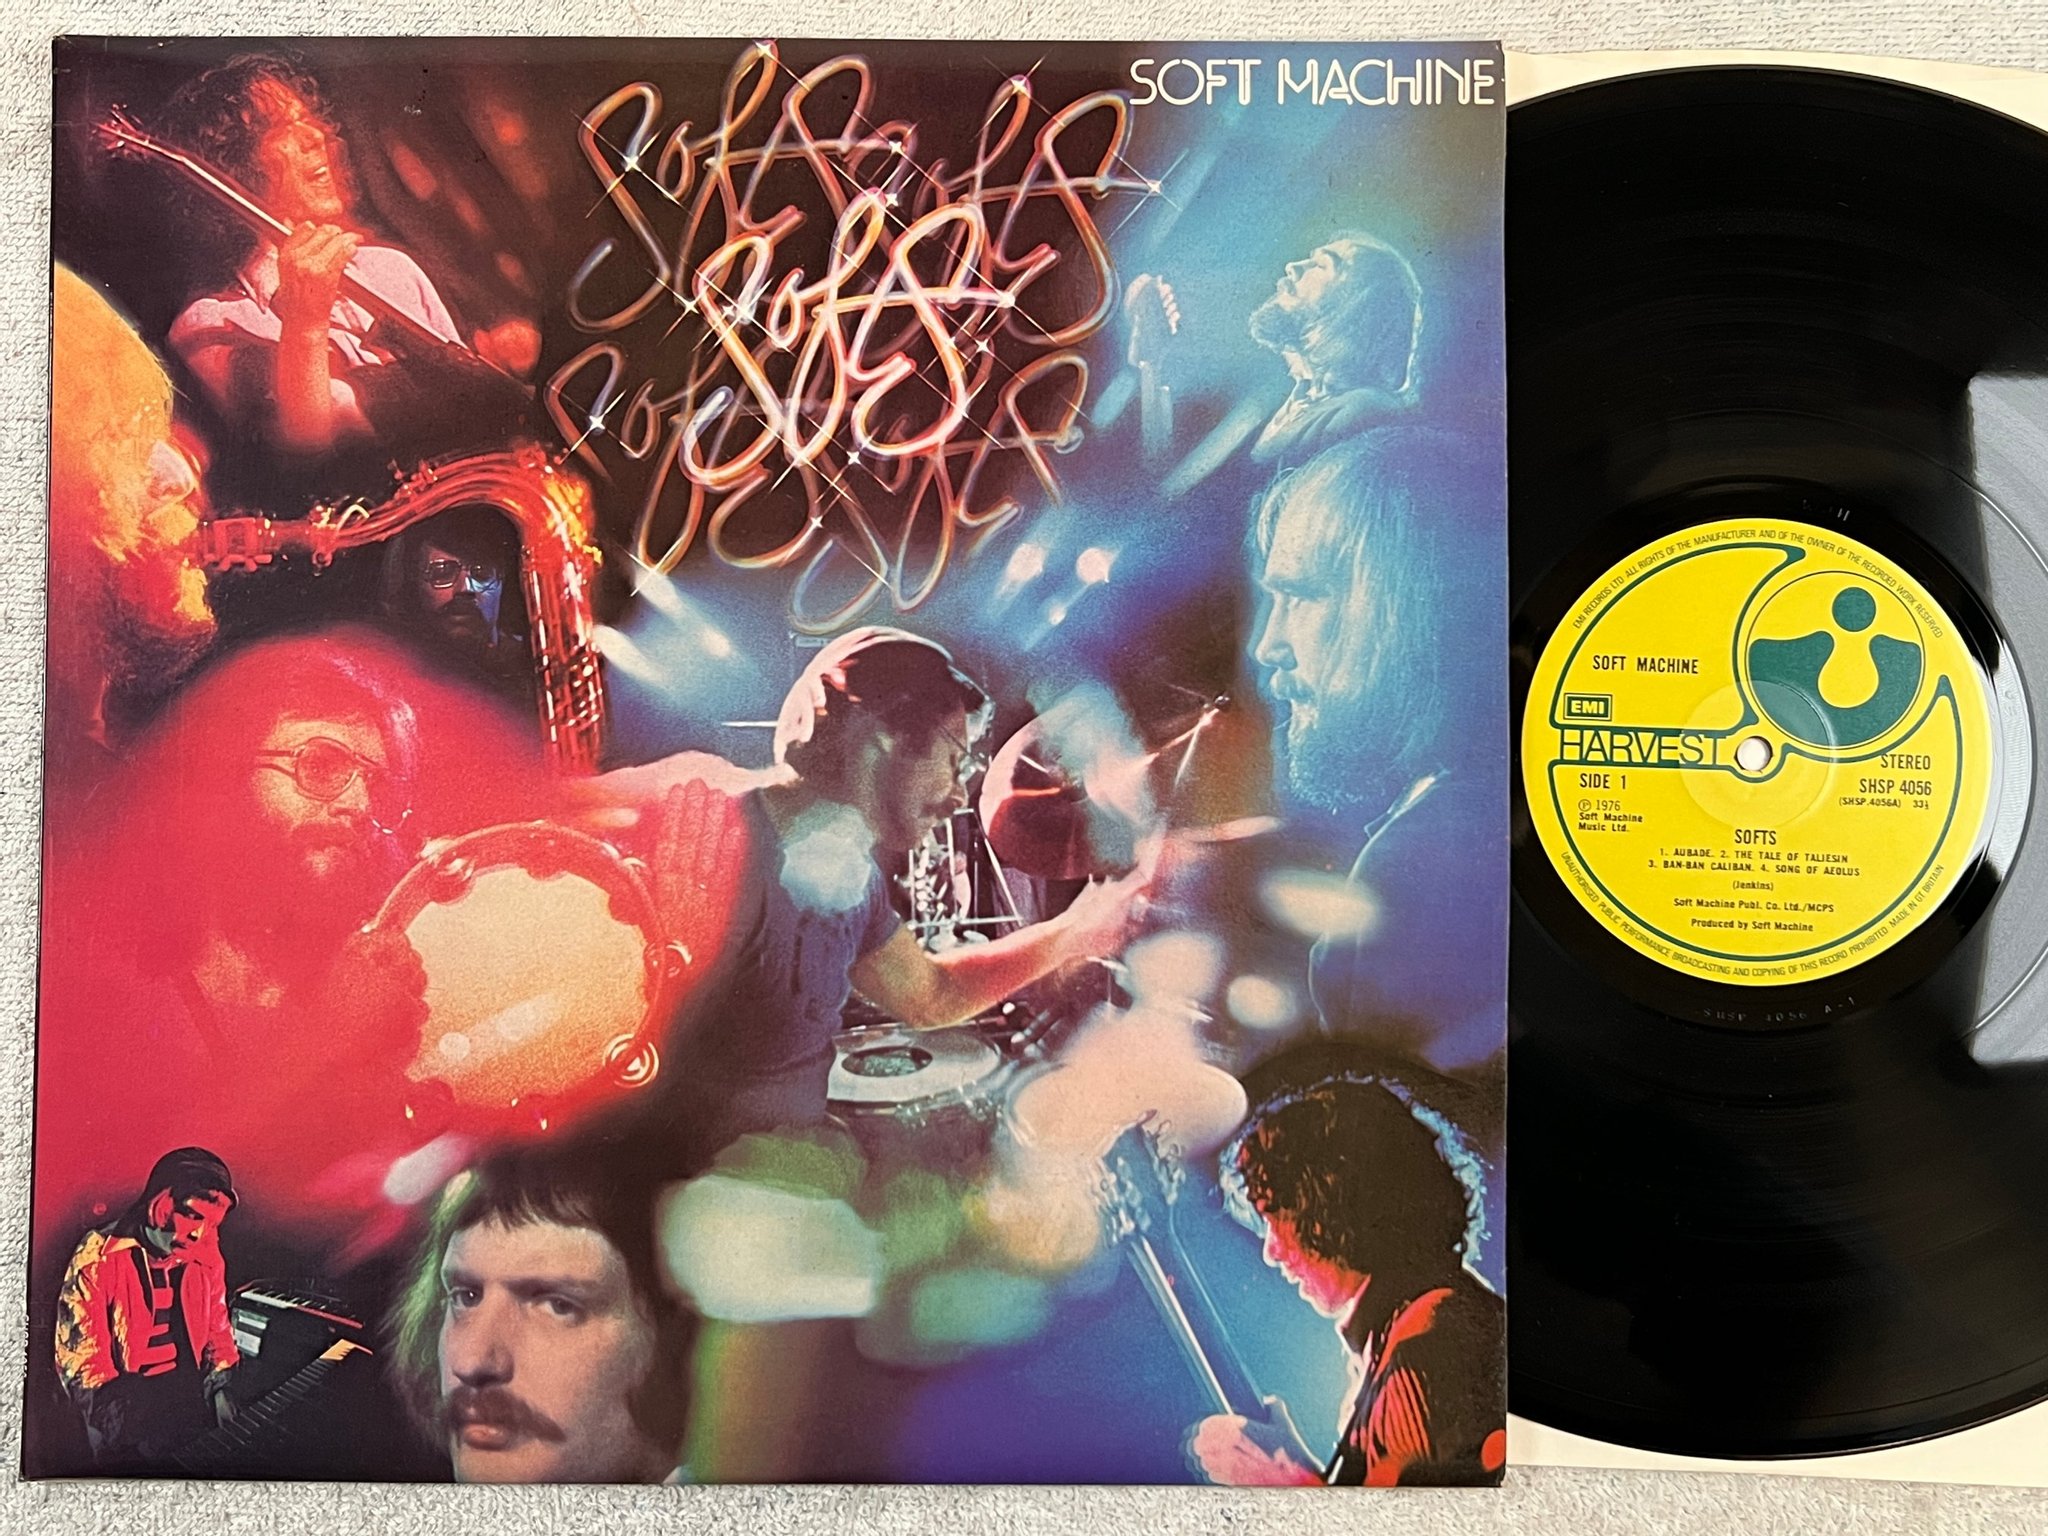 SOFT MACHINE
Softs
Softs
Softs
Softs
Softs
EMI RECORDS LTD ALL RIGHTS OF THE MANUFACTURER AND OF THE OWNER OF THE RECORDED WORK RESERVED
SOFT MACHINE
EMI
HARVEST
STEREO
SIDE 1
SHSP 4056
(SHSP.4056A) 33⅓
℗ 1976
Soft Machine
Music Ltd.
SOFTS
1. AUBADE. 2. THE TALE OF TALIESIN
3. BAN-BAN CALIBAN. 4. SONG OF AEOLUS
(Jenkins)
Soft Machine Publ. Co. Ltd./MCPS
Produced by Soft Machine
UNAUTHORISED PUBLIC PERFORMANCE BROADCASTING AND COPYING OF THIS RECORD PROHIBITED MADE IN GT BRITAIN
SHSP 4056 A-1